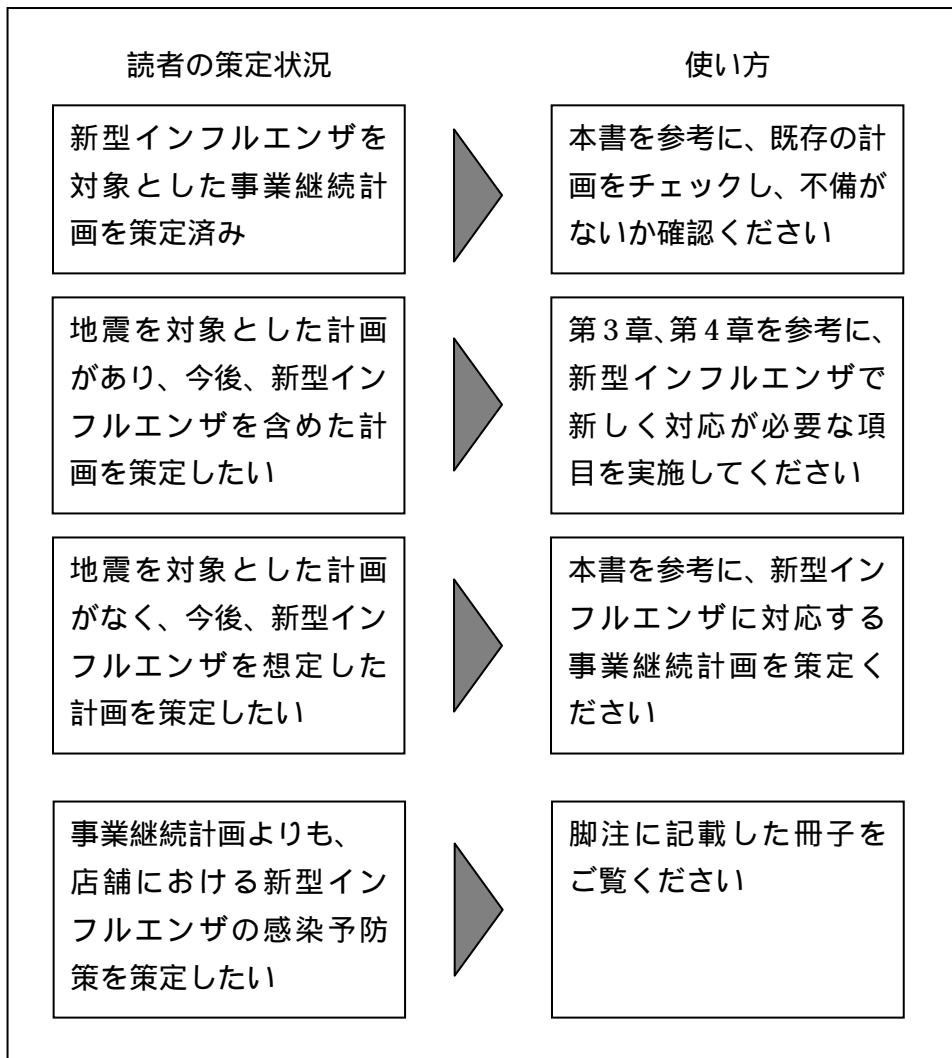 読者の策定状況
使い方
新型インフルエンザを
対象とした事業継続計
画を策定済み
本書を参考に、既存の計
画をチェックし、不備が
ないか確認ください
地震を対象とした計画
があり、今後、新型イン
フルエンザを含めた計
画を策定したい
第3章、第4章を参考に、
新型インフルエンザで
新しく対応が必要な項
目を実施してください
地震を対象とした計画
がなく、今後、新型イン
フルエンザを想定した
計画を策定したい
本書を参考に、新型イン
フルエンザに対応する
事業継続計画を策定く
ださい
事業継続計画よりも、
店舗における新型イン
フルエンザの感染予防
策を策定したい
脚注に記載した冊子を
ご覧ください